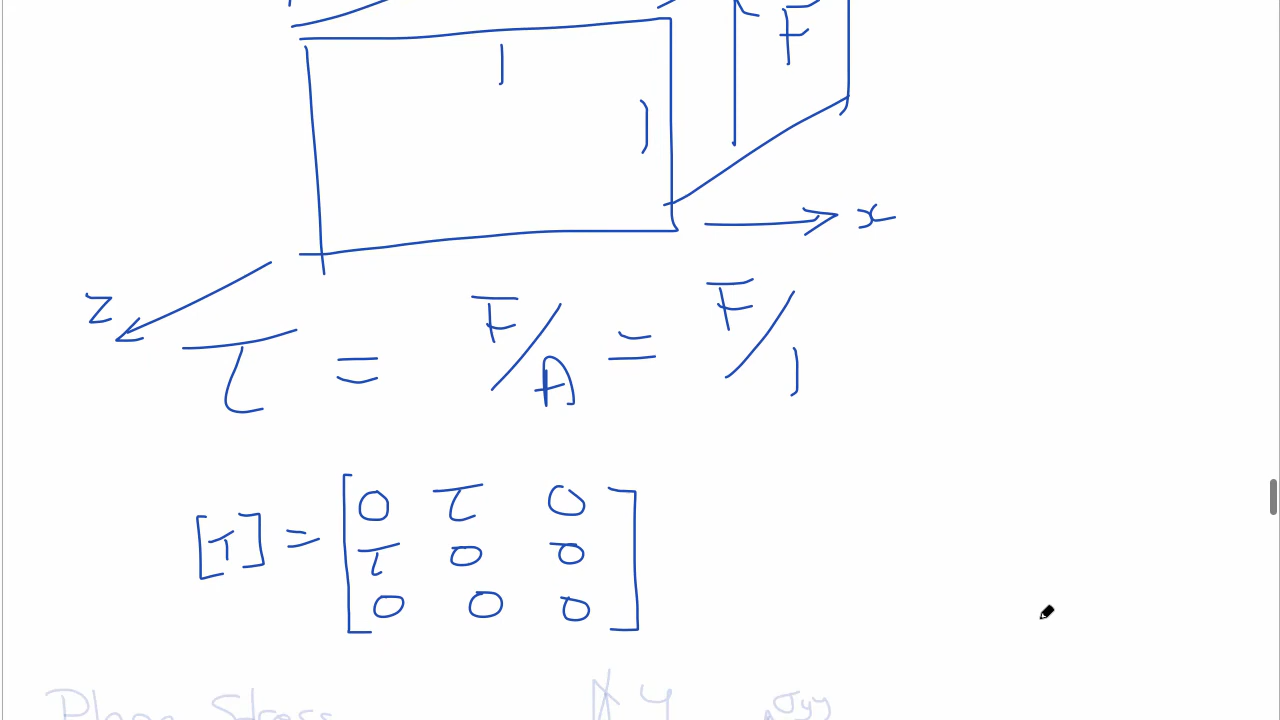 F
1
1
x
z
τ = F/A = F/1
[T] = [0 τ 0
τ 0 0
0 0 0]
Plane Stress y σyy